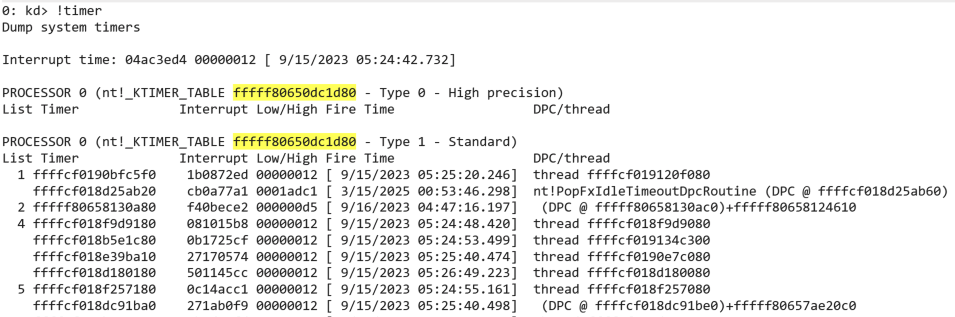 0: kd> !timer
Dump system timers
Interrupt time: 04ac3ed4 00000012 [ 9/15/2023 05:24:42.732]
PROCESSOR 0 (nt!_KTIMER_TABLE fffff80650dc1d80 - Type 0 - High precision)
List Timer Interrupt Low/High Fire Time DPC/thread
PROCESSOR 0 (nt!_KTIMER_TABLE fffff80650dc1d80 - Type 1 - Standard)
List Timer Interrupt Low/High Fire Time DPC/thread
1 ffffcf0190bfc5f0 1b0872ed 00000012 [ 9/15/2023 05:25:20.246] thread ffffcf019120f080
ffffcf018d25ab20 cb0a77a1 0001adc1 [ 3/15/2025 00:53:46.298] nt!PopFxIdleTimeoutDpcRoutine (DPC @ ffffcf018d25ab60)
2 fffff80658130a80 f40bece2 000000d5 [ 9/16/2023 04:47:16.197] (DPC @ fffff80658130ac0)+fffff80658124610
4 ffffcf018f9d9180 081015b8 00000012 [ 9/15/2023 05:24:48.420] thread ffffcf018f9d9080
ffffcf018b5e1c80 0b1725cf 00000012 [ 9/15/2023 05:24:53.499] thread ffffcf019134c300
ffffcf018e39ba10 27170574 00000012 [ 9/15/2023 05:25:40.474] thread ffffcf0190e7c080
ffffcf018d180180 501145cc 00000012 [ 9/15/2023 05:26:49.223] thread ffffcf018d180080
5 ffffcf018f257180 0c14acc1 00000012 [ 9/15/2023 05:24:55.161] thread ffffcf018f257080
ffffcf018dc91ba0 271ab0f9 00000012 [ 9/15/2023 05:25:40.498] (DPC @ ffffcf018dc91be0)+fffff80657ae20c0